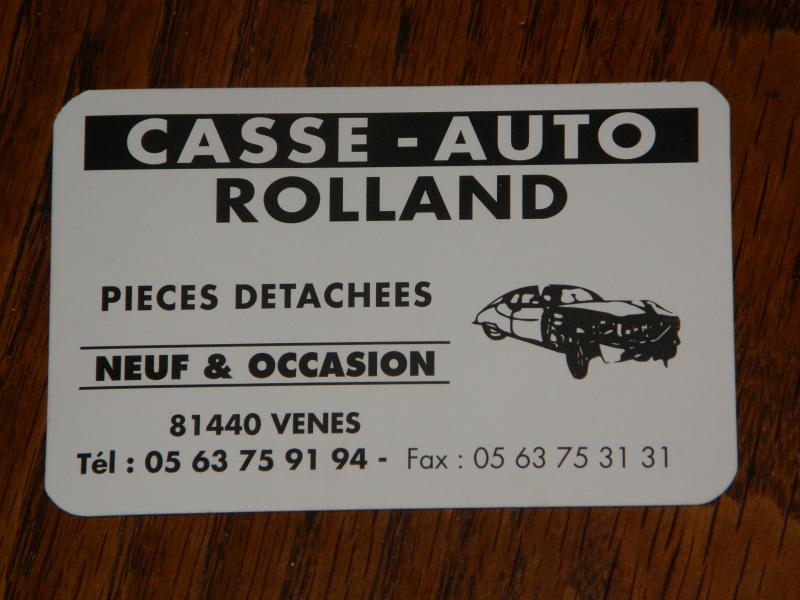 CASSE - AUTO
ROLLAND
PIECES DETACHEES
NEUF & OCCASION
81440 VENES
Tél : 05 63 75 91 94 - Fax : 05 63 75 31 31